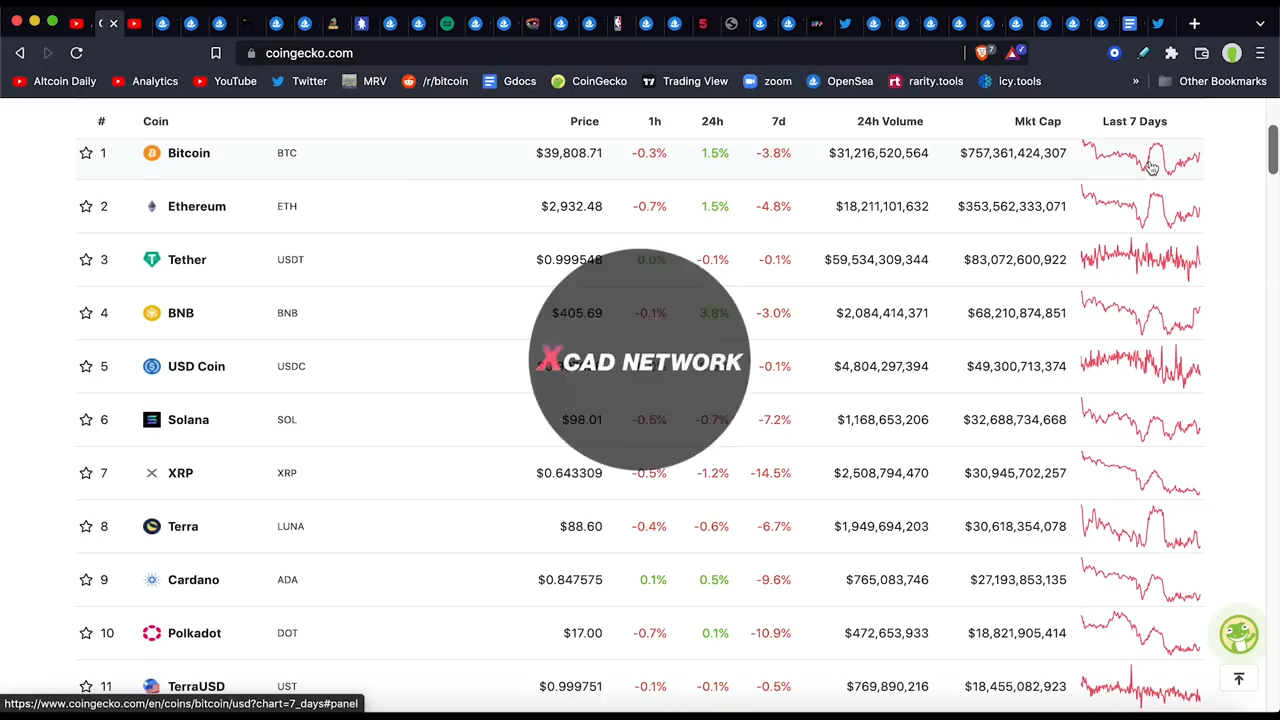 coingecko.com
7
Altcoin Daily Analytics YouTube Twitter MRV /r/bitcoin Gdocs CoinGecko Trading View zoom OpenSea rarity.tools icy.tools » Other Bookmarks
# Coin Price 1h 24h 7d 24h Volume Mkt Cap Last 7 Days
1 Bitcoin BTC $39,808.71 -0.3% 1.5% -3.8% $31,216,520,564 $757,361,424,307
2 Ethereum ETH $2,932.48 -0.7% 1.5% -4.8% $18,211,101,632 $353,562,333,071
3 Tether USDT $0.999548 0.0% -0.1% -0.1% $59,534,309,344 $83,072,600,922
4 BNB BNB $405.69 -0.1% 3.8% -3.0% $2,084,414,371 $68,210,874,851
XCAD NETWORK
5 USD Coin USDC -0.1% $4,804,297,394 $49,300,713,374
6 Solana SOL $98.01 -0.5% -0.7% -7.2% $1,168,653,206 $32,688,734,668
7 XRP XRP $0.643309 -0.5% -1.2% -14.5% $2,508,794,470 $30,945,702,257
8 Terra LUNA $88.60 -0.4% -0.6% -6.7% $1,949,694,203 $30,618,354,078
9 Cardano ADA $0.847575 0.1% 0.5% -9.6% $765,083,746 $27,193,853,135
10 Polkadot DOT $17.00 -0.7% 0.1% -10.9% $472,653,933 $18,821,905,414
11 TerraUSD UST $0.999751 -0.1% -0.1% -0.5% $769,890,216 $18,455,082,923
https://www.coingecko.com/en/coins/bitcoin/usd?chart=7_days#panel